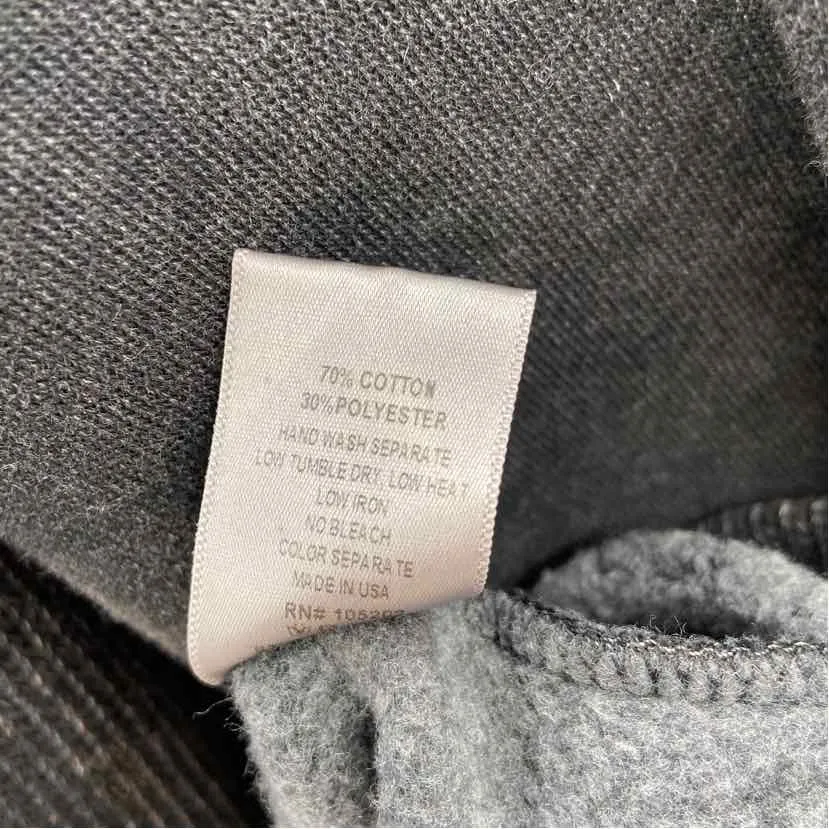 70% COTTON
30%POLYESTER
HAND WASH SEPARATE
LOW TUMBLE DRY, LOW HEAT
LOW IRON
NO BLEACH
COLOR SEPARATE
MADE IN USA
RN#